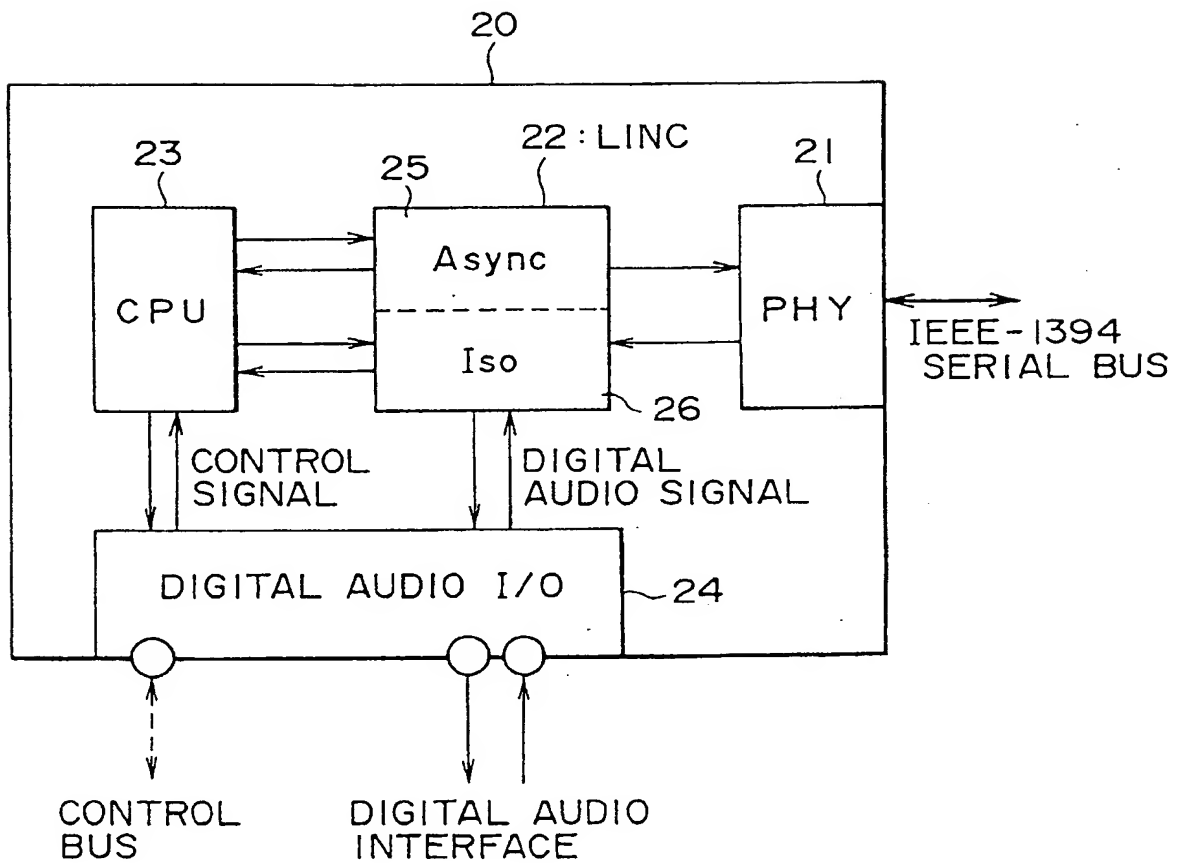 20
23
25
22 : LINC
21
CPU
Async
Iso
PHY
IEEE-1394
SERIAL BUS
26
CONTROL
SIGNAL
DIGITAL
AUDIO SIGNAL
DIGITAL AUDIO I/O
24
CONTROL
BUS
DIGITAL AUDIO
INTERFACE